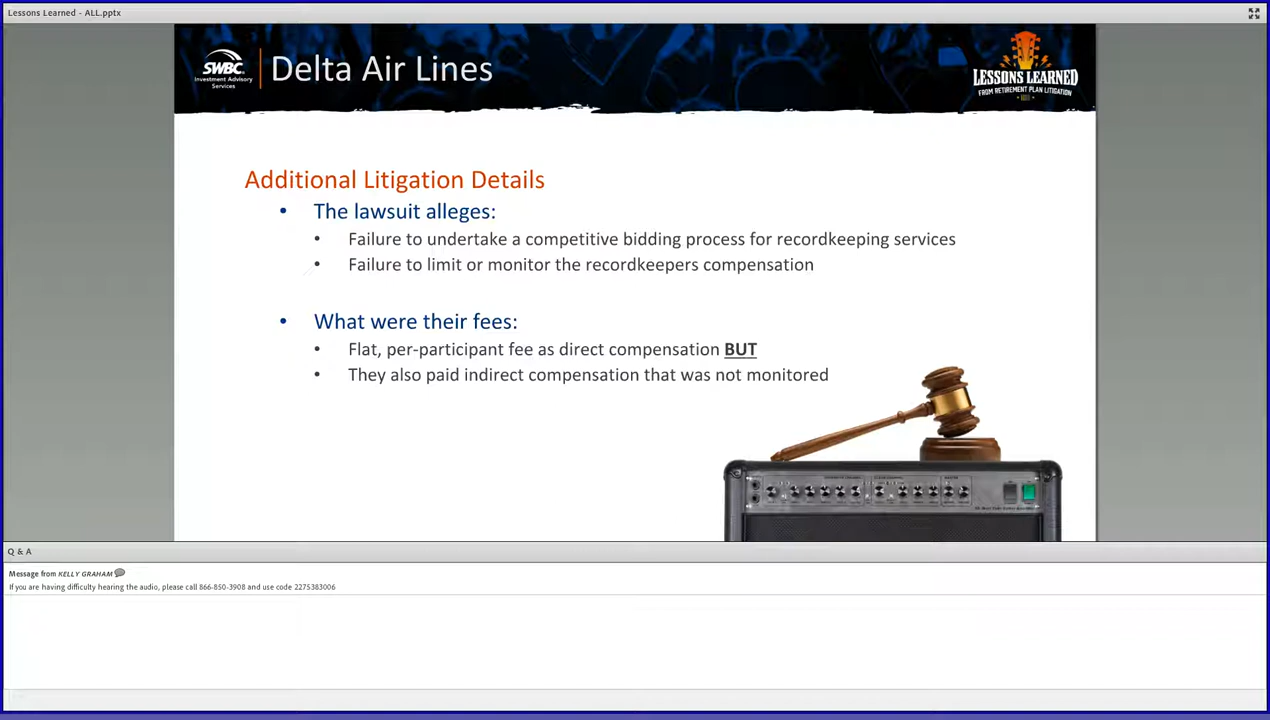 Lessons Learned - ALL.pptx
SWBC
Investment Advisory
Services
Delta Air Lines
LESSONS LEARNED
FROM RETIREMENT PLAN LITIGATION
Additional Litigation Details
• The lawsuit alleges:
• Failure to undertake a competitive bidding process for recordkeeping services
• Failure to limit or monitor the recordkeepers compensation
• What were their fees:
• Flat, per-participant fee as direct compensation BUT
• They also paid indirect compensation that was not monitored
Q & A
Message from KELLY GRAHAM
If you are having difficulty hearing the audio, please call 866-850-3908 and use code 2275383006